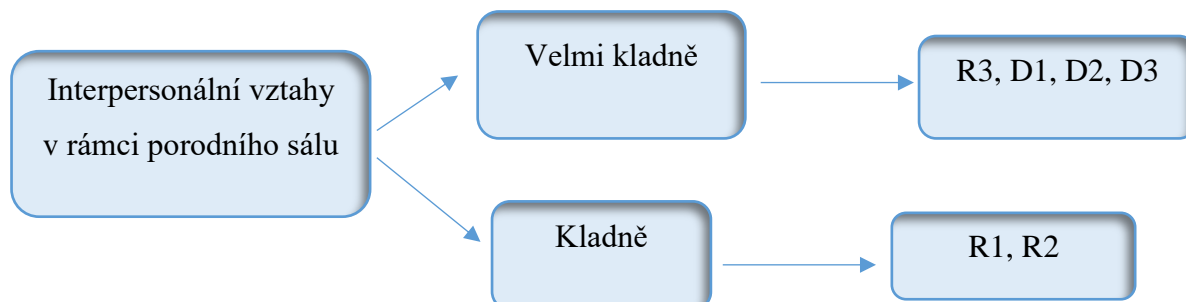 Interpersonální vztahy
v rámci porodního sálu
Velmi kladně
R3, D1, D2, D3
Kladně
R1, R2